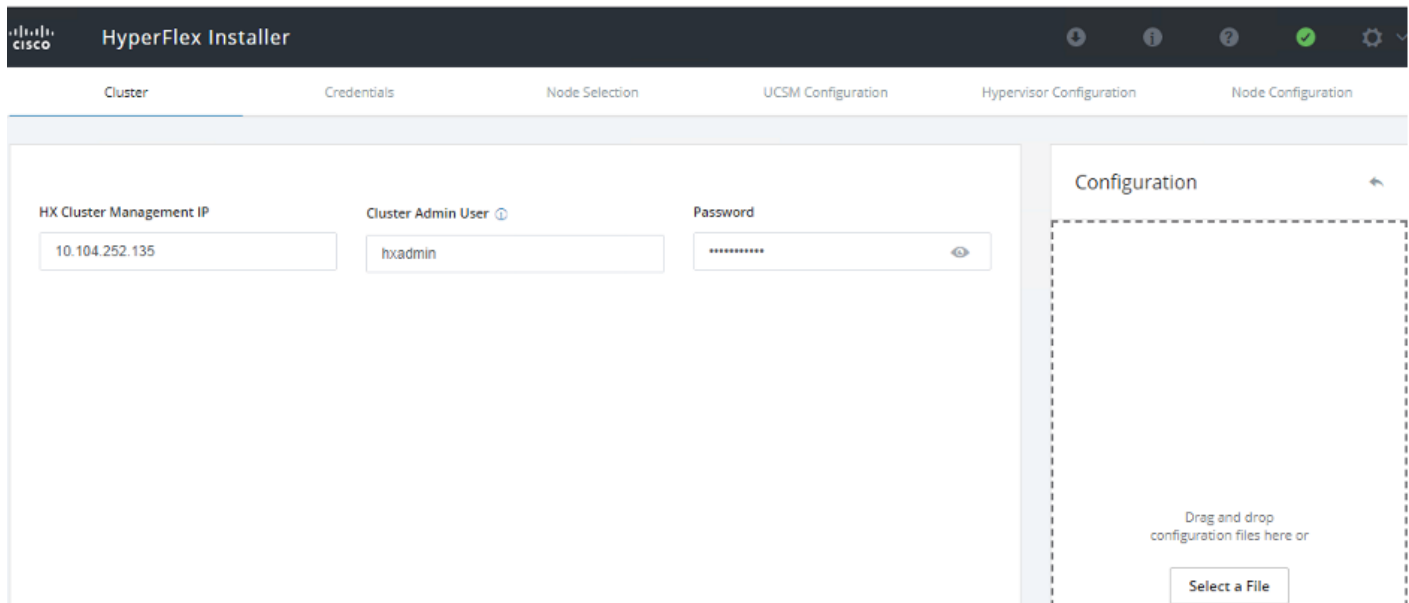 cisco HyperFlex Installer
Cluster Credentials Node Selection UCSM Configuration Hypervisor Configuration Node Configuration
Configuration
HX Cluster Management IP Cluster Admin User Password
10.104.252.135 hxadmin •••••••••••
Drag and drop
configuration files here or
Select a File